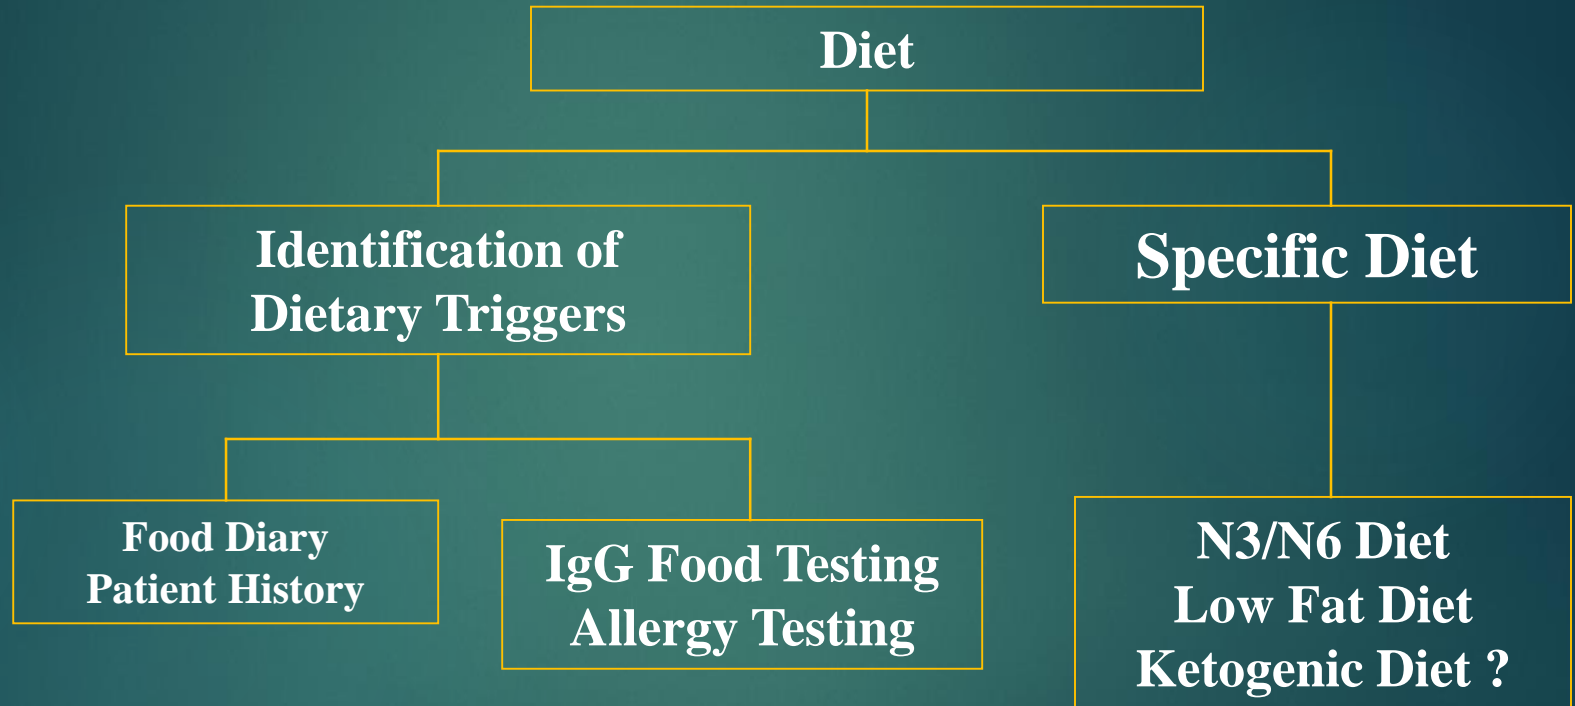 Diet
Identification of
Dietary Triggers
Specific Diet
Food Diary
Patient History
IgG Food Testing
Allergy Testing
N3/N6 Diet
Low Fat Diet
Ketogenic Diet ?